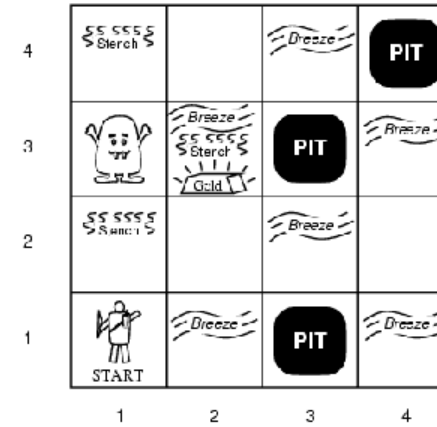 4
Stench
Breeze
PIT
3
Breeze
Stench
Gold
PIT
Breeze
2
Stench
Breeze
1
START
Breeze
PIT
Breeze
1 2 3 4